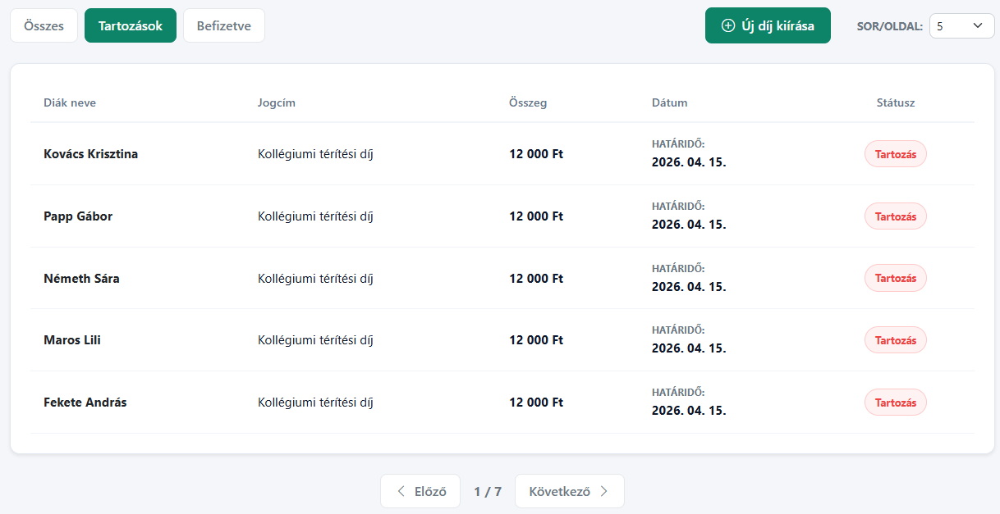 Összes Tartozások Befizetve Új díj kiírása SOR/OLDAL: 5
Diák neve Jogcím Összeg Dátum Státusz
Kovács Krisztina Kollégiumi térítési díj 12 000 Ft HATÁRIDŐ: 2026. 04. 15. Tartozás
Papp Gábor Kollégiumi térítési díj 12 000 Ft HATÁRIDŐ: 2026. 04. 15. Tartozás
Németh Sára Kollégiumi térítési díj 12 000 Ft HATÁRIDŐ: 2026. 04. 15. Tartozás
Maros Lili Kollégiumi térítési díj 12 000 Ft HATÁRIDŐ: 2026. 04. 15. Tartozás
Fekete András Kollégiumi térítési díj 12 000 Ft HATÁRIDŐ: 2026. 04. 15. Tartozás
Előző 1 / 7 Következő